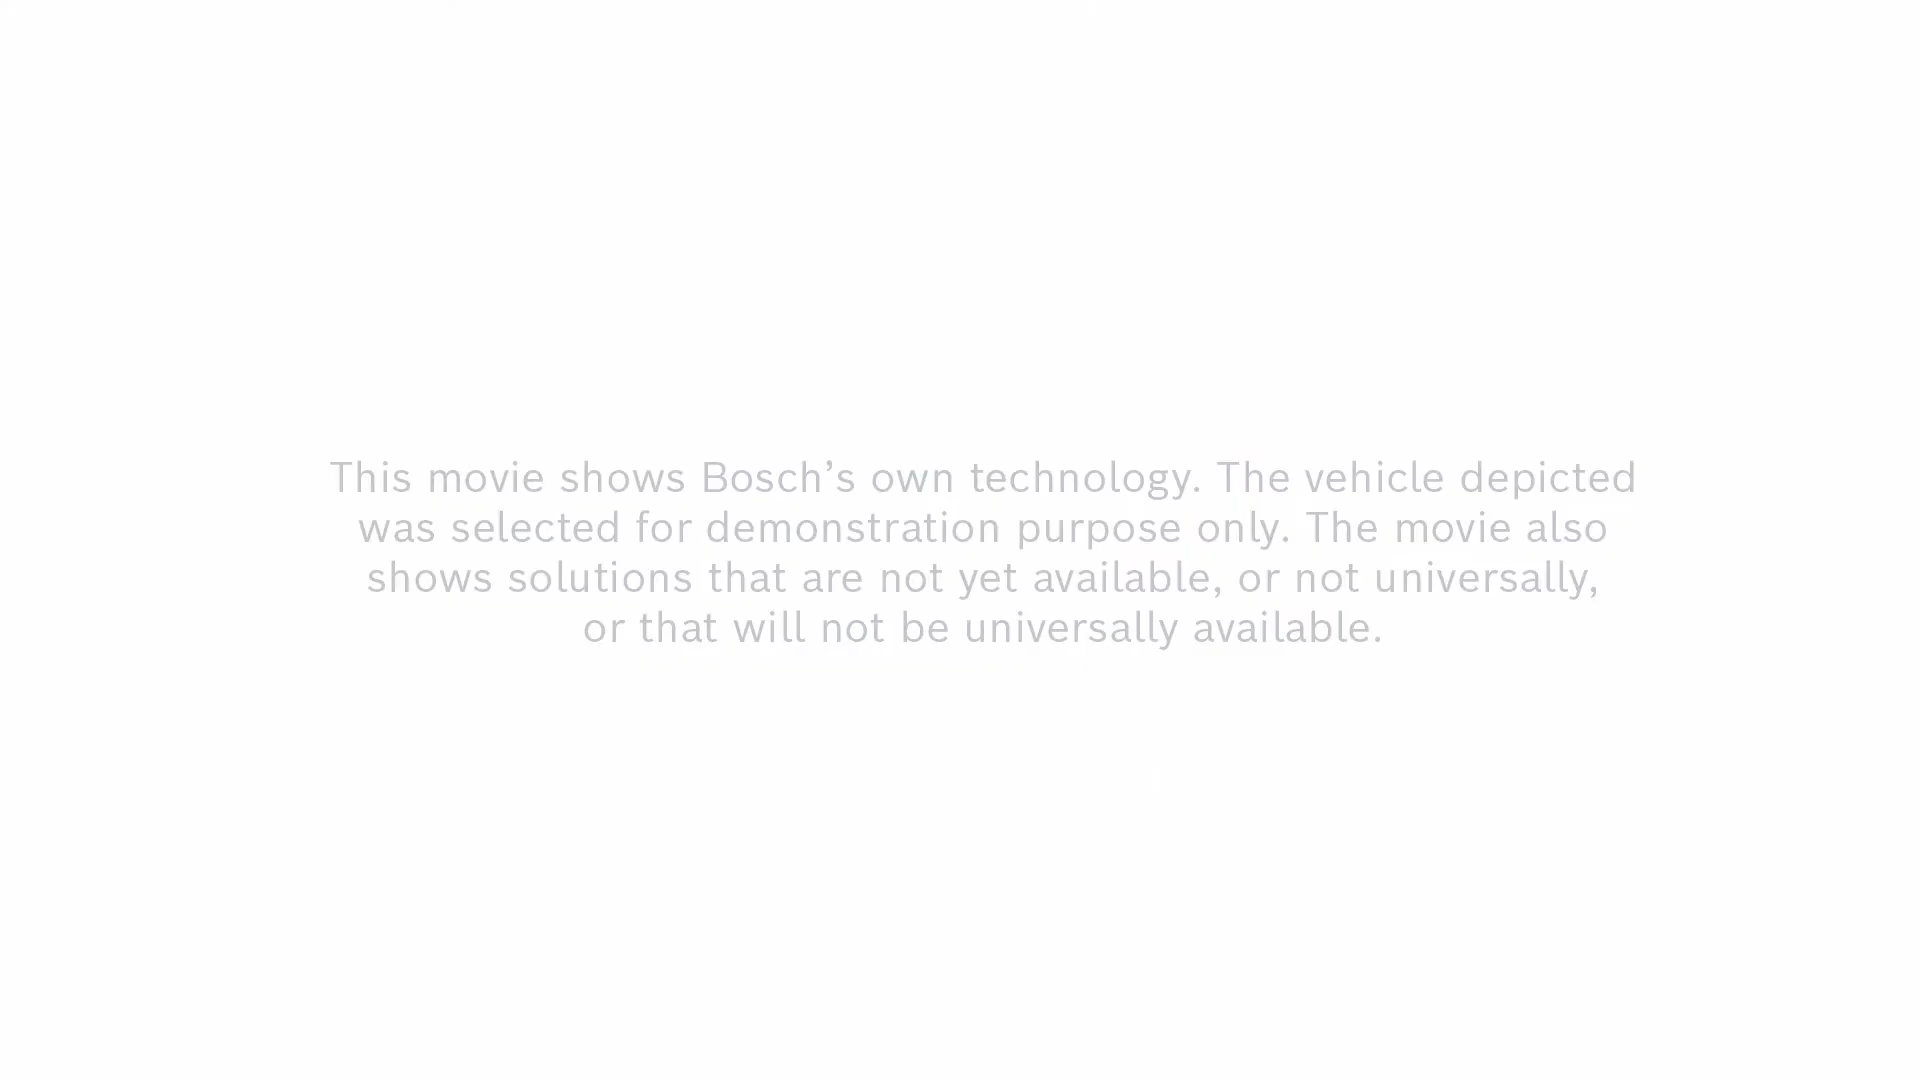 This movie shows Bosch’s own technology. The vehicle depicted
was selected for demonstration purpose only. The movie also
shows solutions that are not yet available, or not universally,
or that will not be universally available.